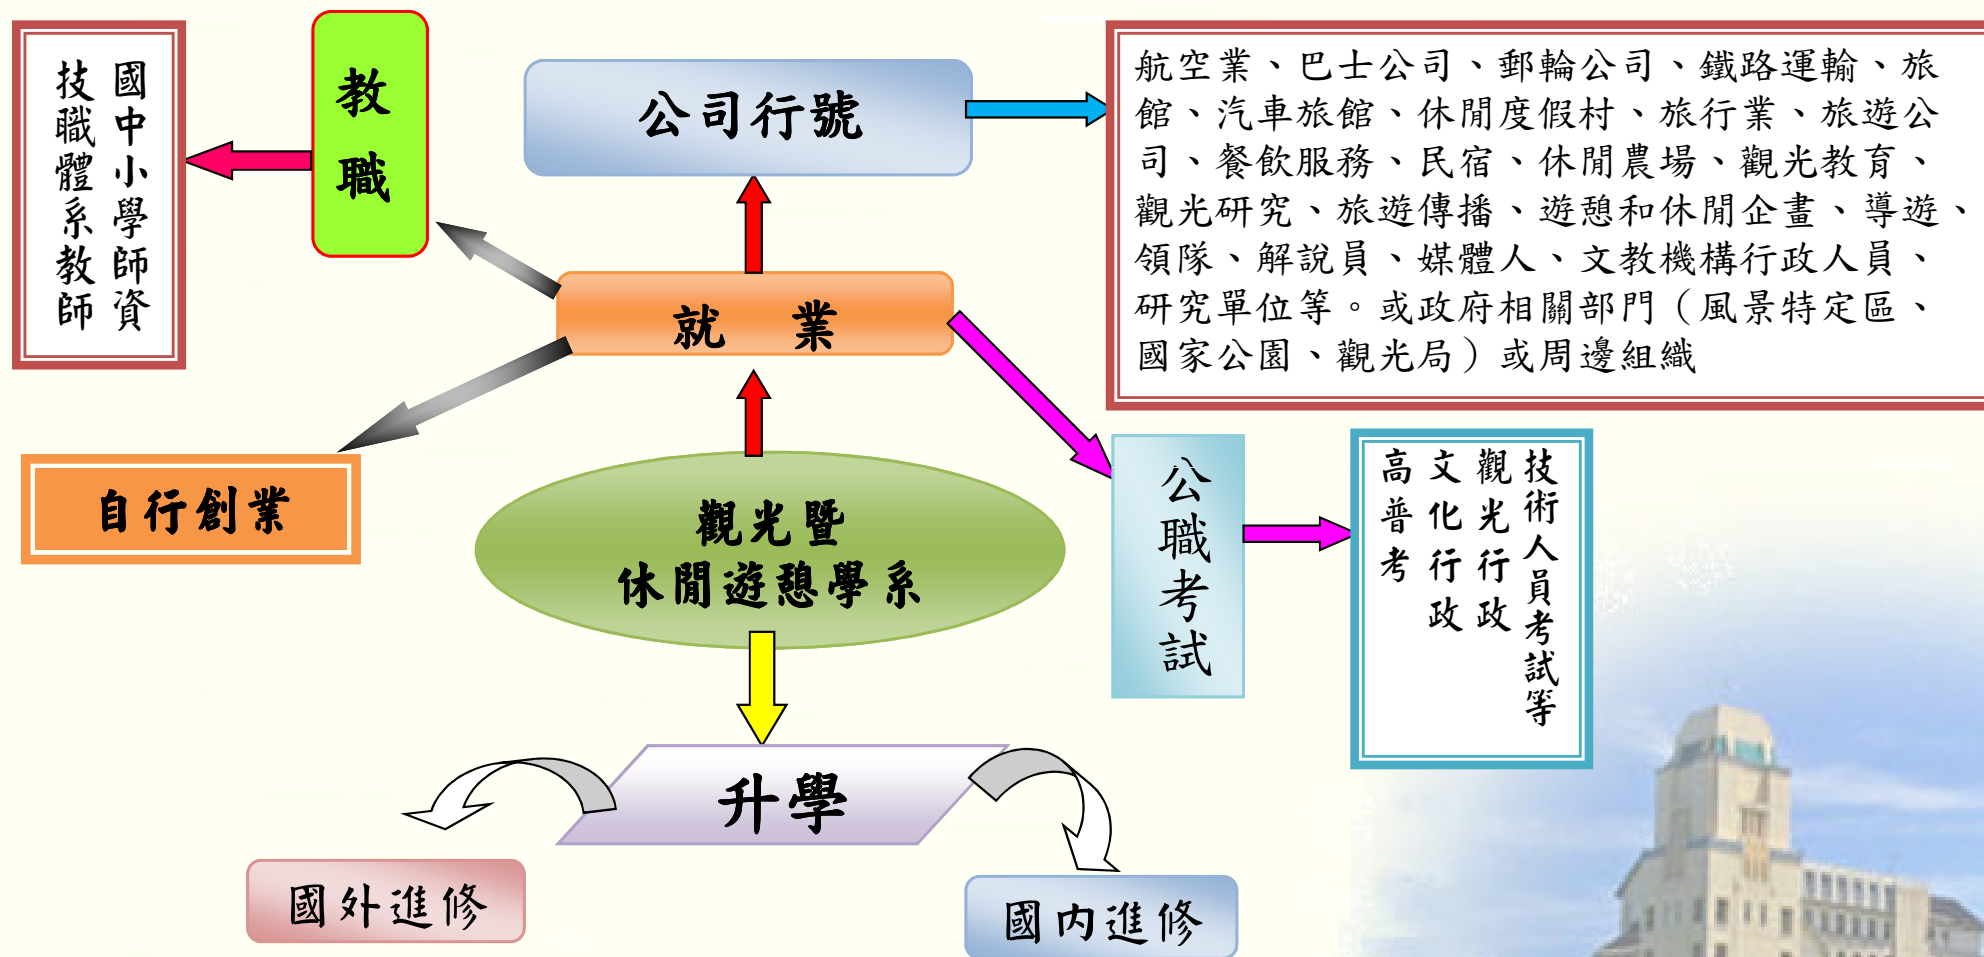 國中小學師資
技職體系教師
教職
公司行號
航空業、巴士公司、郵輪公司、鐵路運輸、旅
館、汽車旅館、休閒度假村、旅行業、旅遊公
司、餐飲服務、民宿、休閒農場、觀光教育、
觀光研究、旅遊傳播、遊憩和休閒企畫、導遊、
領隊、解說員、媒體人、文教機構行政人員、
研究單位等。或政府相關部門（風景特定區、
國家公園、觀光局）或周邊組織
就業
自行創業
觀光暨
休閒遊憩學系
公職考試
高普考
文化行政
觀光行政
技術人員考試等
升學
國外進修
國內進修